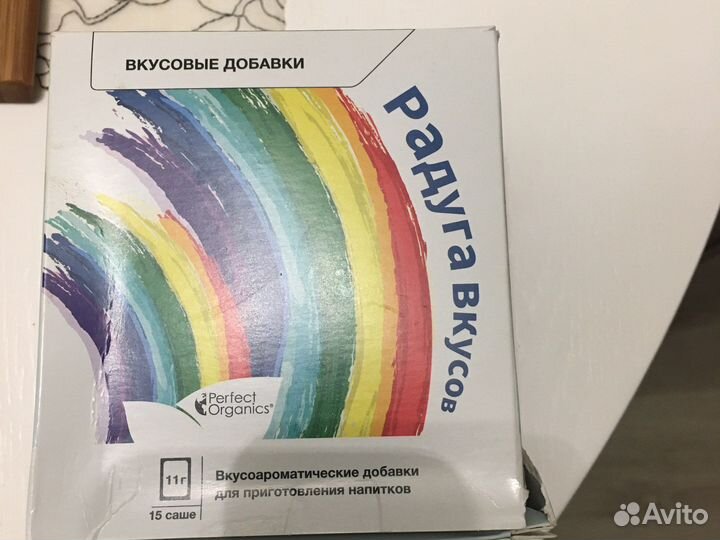 ВКУСОВЫЕ ДОБАВКИ
Радуга вкусов
Perfect
Organics®
11г
15 саше
Вкусоароматические добавки
для приготовления напитков
Avito